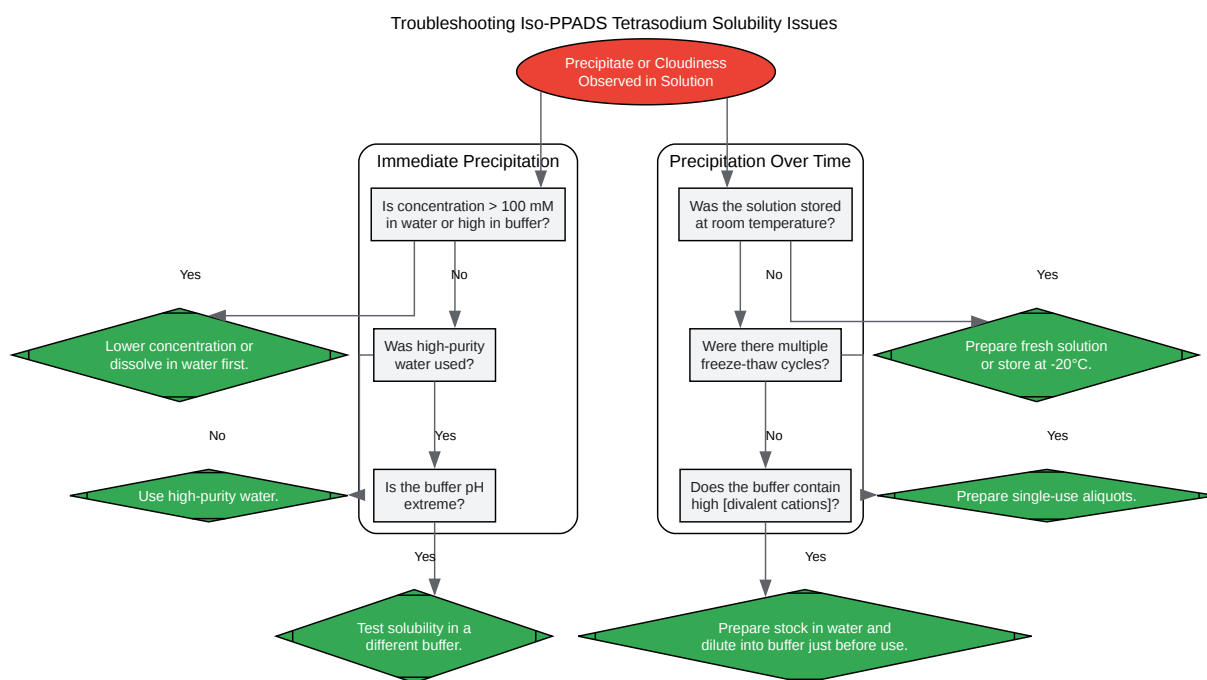 Troubleshooting Iso-PPADS Tetrasodium Solubility Issues
Precipitate or Cloudiness
Observed in Solution
Immediate Precipitation
Precipitation Over Time
Is concentration > 100 mM
in water or high in buffer?
Was the solution stored
at room temperature?
Yes
No
No
Yes
Lower concentration or
dissolve in water first.
Was high-purity
water used?
Were there multiple
freeze-thaw cycles?
Prepare fresh solution
or store at -20°C.
No
Yes
No
Yes
Use high-purity water.
Is the buffer pH
extreme?
Does the buffer contain
high [divalent cations]?
Prepare single-use aliquots.
Yes
Yes
Test solubility in a
different buffer.
Prepare stock in water and
dilute into buffer just before use.